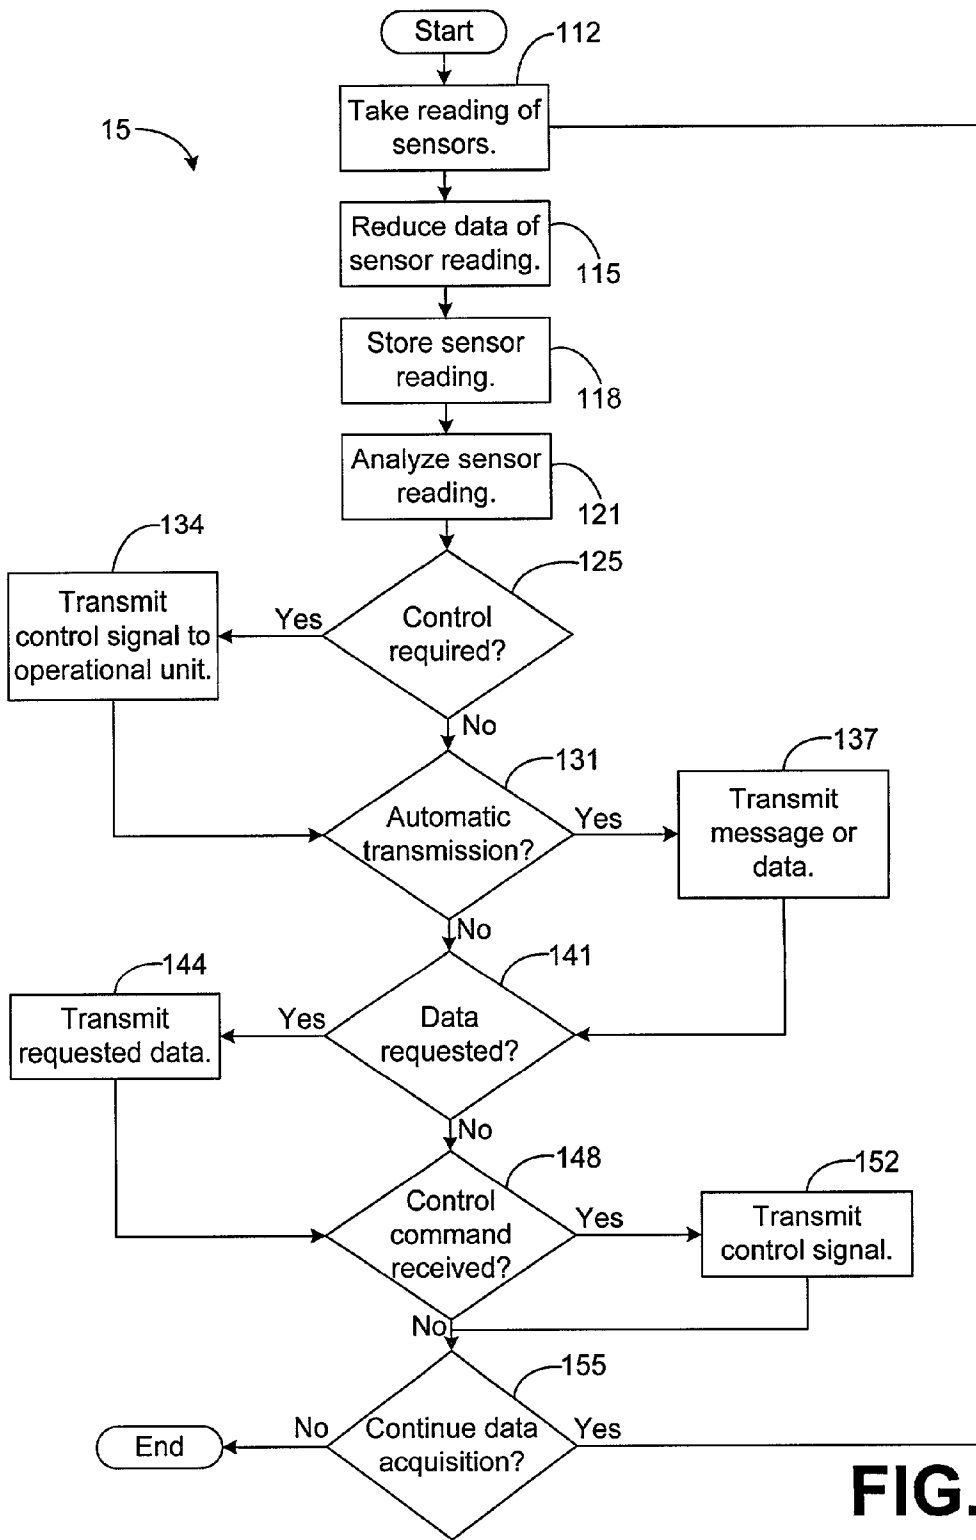 Start
112
Take reading of
sensors.
15
Reduce data of
sensor reading.
115
Store sensor
reading.
118
Analyze sensor
reading.
121
134
125
Transmit
control signal to
operational unit.
Yes
Control
required?
No
131
137
Automatic
transmission?
Yes
Transmit
message or
data.
No
144
141
Transmit
requested data.
Yes
Data
requested?
No
148
152
Control
command
received?
Yes
Transmit
control signal.
No
155
End
No
Continue data
acquisition?
Yes
FIG.